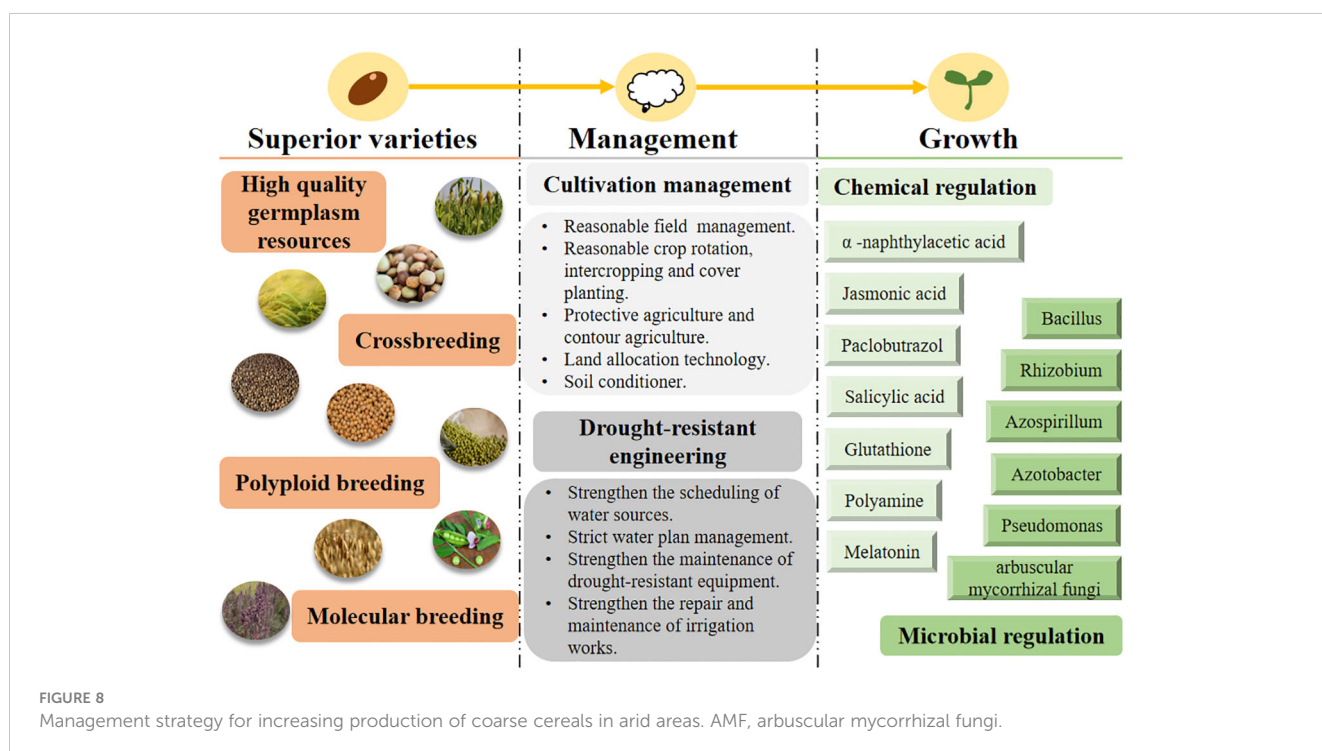 Superior varieties
Management
Growth
High quality
germplasm
resources
Crossbreeding
Polyploid breeding
Molecular breeding
Cultivation management
• Reasonable field management.
• Reasonable crop rotation,
intercropping and cover
planting.
• Protective agriculture and
contour agriculture.
• Land allocation technology.
• Soil conditioner.
Drought-resistant
engineering
• Strengthen the scheduling of
water sources.
• Strict water plan management.
• Strengthen the maintenance of
drought-resistant equipment.
• Strengthen the repair and
maintenance of irrigation
works.
Chemical regulation
α -naphthylacetic acid
Jasmonic acid
Paclobutrazol
Salicylic acid
Glutathione
Polyamine
Melatonin
Bacillus
Rhizobium
Azospirillum
Azotobacter
Pseudomonas
arbuscular
mycorrhizal fungi
Microbial regulation
FIGURE 8
Management strategy for increasing production of coarse cereals in arid areas. AMF, arbuscular mycorrhizal fungi.